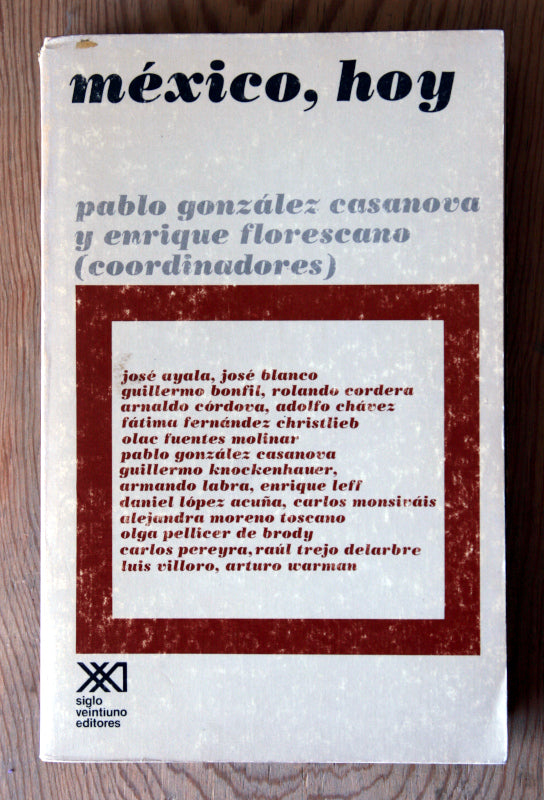 méxico, hoy
pablo gonzález casanova
y enrique florescano
(coordinadores)
josé ayala, josé blanco
guillermo bonfil, rolando cordera
arnaldo córdova, adolfo chávez
fátima fernández christlieb
olac fuentes molinar
pablo gonzález casanova
guillermo knockenhauer,
armando labra, enrique leff
daniel lópez acuña, carlos monsiváis
alejandra moreno toscano
olga pellicer de brody
carlos pereyra, raúl trejo delarbre
luis villoro, arturo warman
siglo
veintiuno
editores